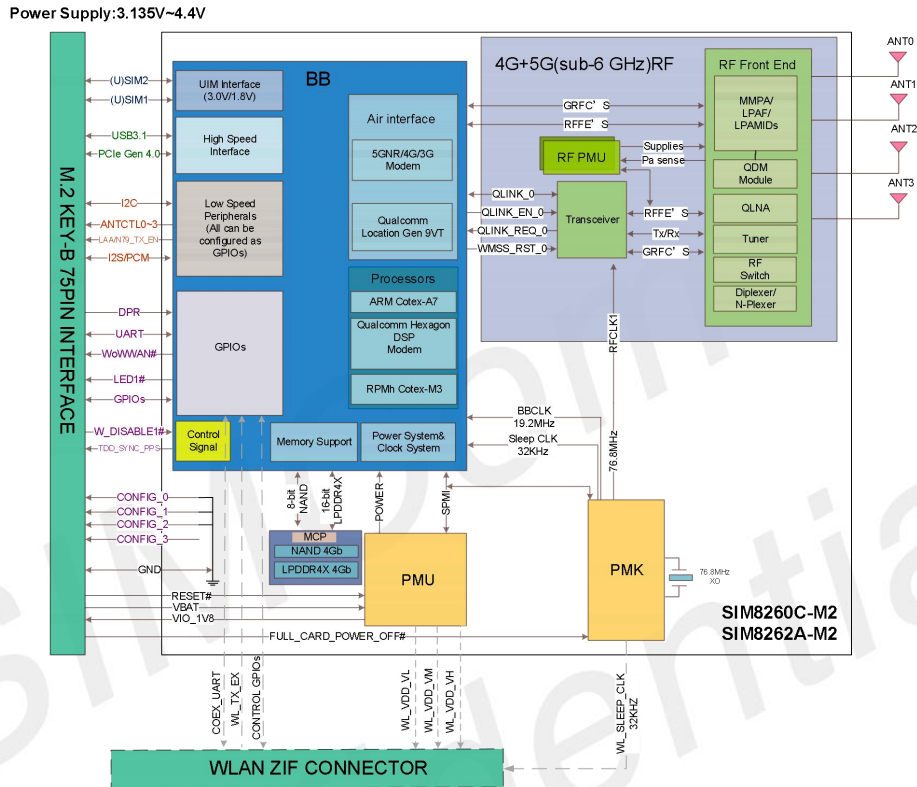 Power Supply:3.135V~4.4V
M.2 KEY-B 75PIN INTERFACE
(U)SIM2
(U)SIM1
USB3.1
PCIe Gen 4.0
I2C
ANTCTL0~3
LAA/N79_TX_EN
I2S/PCM
DPR
UART
WoWWAN#
LED1#
GPIOs
W_DISABLE1#
TDD_SYNC_PPS
CONFIG_0
CONFIG_1
CONFIG_2
CONFIG_3
GND
RESET#
VBAT
VIO_1V8
FULL_CARD_POWER_OFF#
BB
UIM Interface
(3.0V/1.8V)
High Speed
Interface
Low Speed
Peripherals
(All can be
configured as
GPIOs)
GPIOs
Control
Signal
Air interface
5GNR/4G/3G
Modem
Qualcomm
Location Gen 9VT
Processors
ARM Cotex-A7
Qualcomm Hexagon
DSP
Modem
RPMh Cotex-M3
Memory Support
Power System&
Clock System
8-bit
NAND
16-bit
LPDDR4X
POWER
SPMI
MCP
NAND 4Gb
LPDDR4X 4Gb
PMU
4G+5G(sub-6 GHz)RF
GRFC' S
RFFE' S
RF PMU
Supplies
Pa sense
QLINK_0
QLINK_EN_0
QLINK_REQ_0
WMSS_RST_0
Transceiver
RFFE' S
Tx/Rx
GRFC' S
RF Front End
MMPA/
LPAF/
LPAMIDs
QDM
Module
QLNA
Tuner
RF
Switch
Diplexer/
N-Plexer
ANT0
ANT1
ANT2
ANT3
RFCLK1
76.8MHz
BBCLK
19.2MHz
Sleep CLK
32KHz
PMK
76.8MHz
XO
SIM8260C-M2
SIM8262A-M2
COEX_UART
WL_TX_EX
CONTROL GPIOs
WL_VDD_VL
WL_VDD_VM
WL_VDD_VH
WL_SLEEP_CLK
32KHZ
WLAN ZIF CONNECTOR